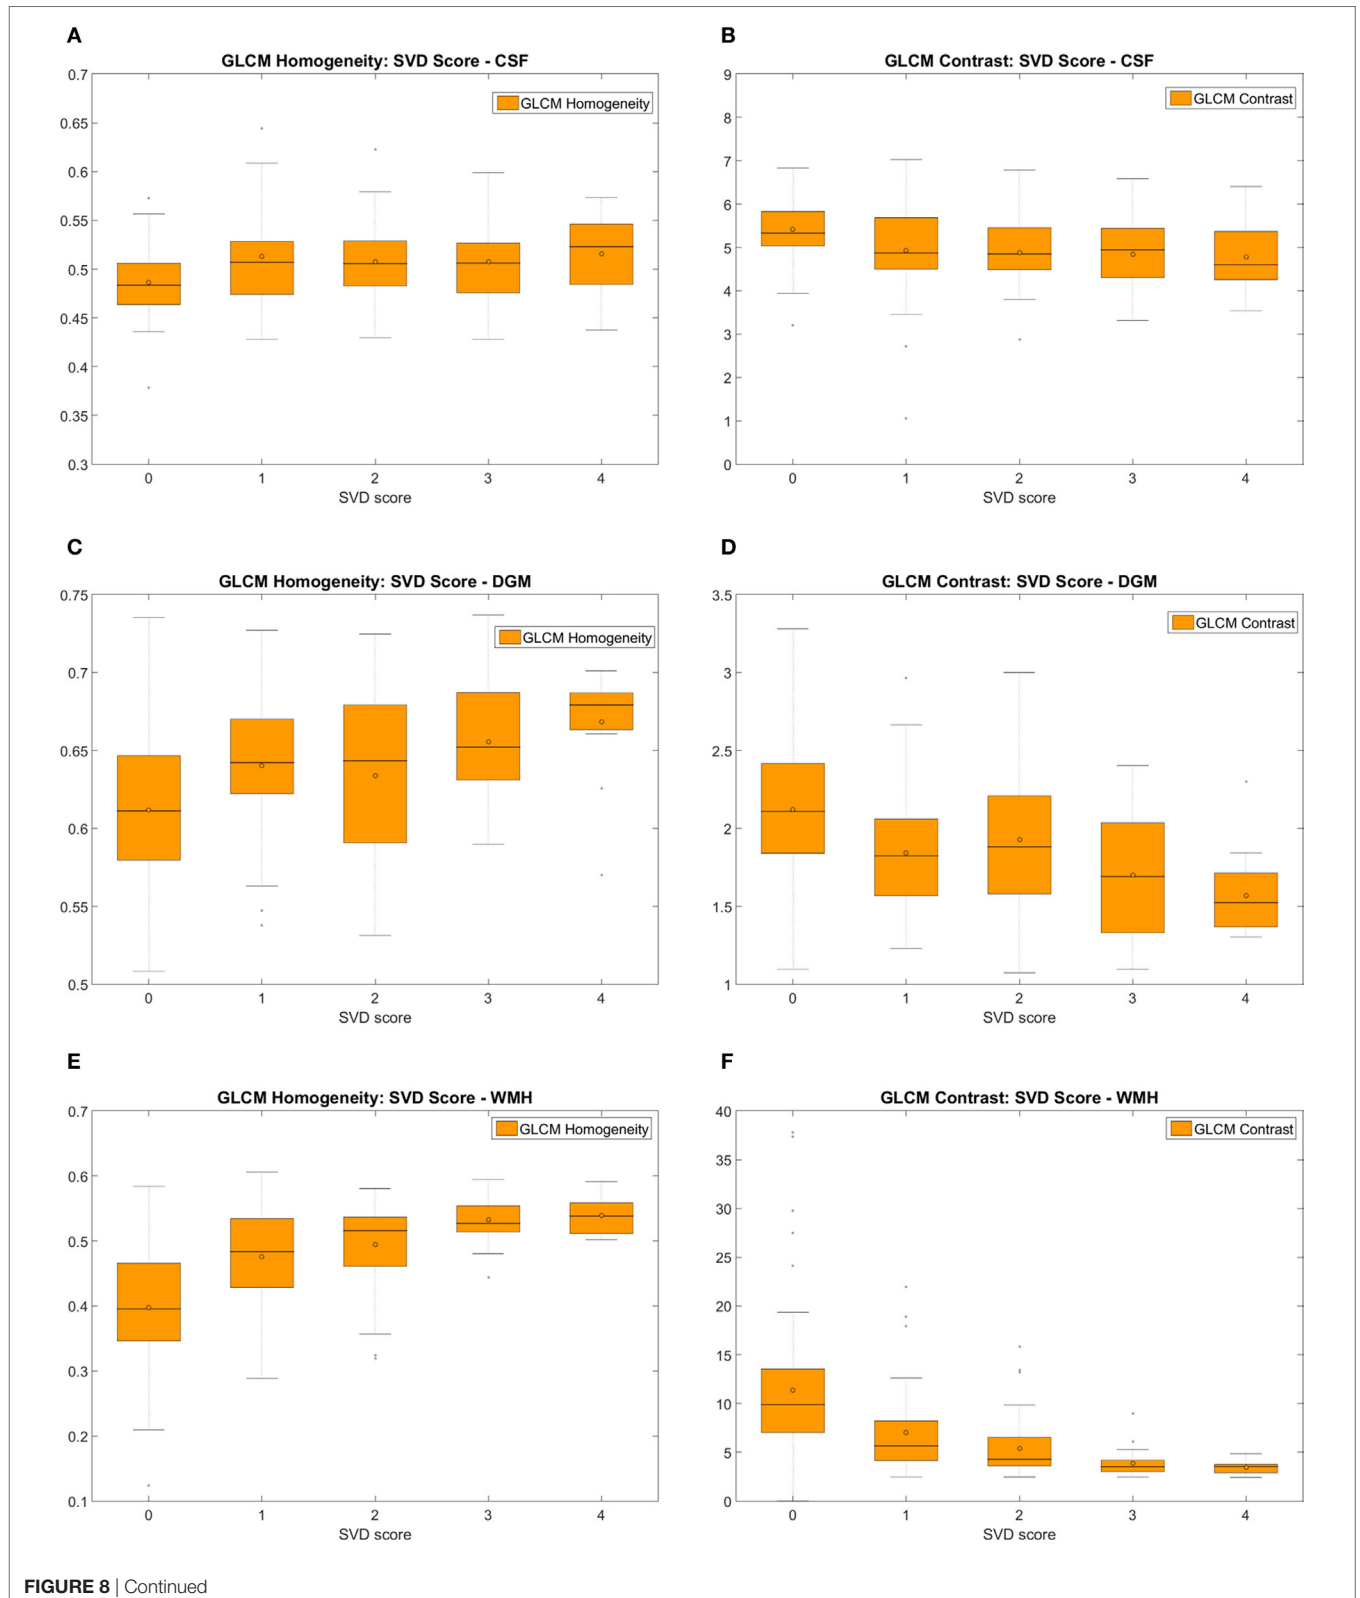 A
GLCM Homogeneity: SVD Score - CSF
GLCM Homogeneity
0.7
0.65
0.6
0.55
0.5
0.45
0.4
0.35
0.3
0 1 2 3 4
SVD score
B
GLCM Contrast: SVD Score - CSF
GLCM Contrast
9
8
7
6
5
4
3
2
1
0
0 1 2 3 4
SVD score
C
GLCM Homogeneity: SVD Score - DGM
GLCM Homogeneity
0.75
0.7
0.65
0.6
0.55
0.5
0 1 2 3 4
SVD score
D
GLCM Contrast: SVD Score - DGM
GLCM Contrast
3.5
3
2.5
2
1.5
1
0 1 2 3 4
SVD score
E
GLCM Homogeneity: SVD Score - WMH
GLCM Homogeneity
0.7
0.6
0.5
0.4
0.3
0.2
0.1
0 1 2 3 4
SVD score
F
GLCM Contrast: SVD Score - WMH
GLCM Contrast
40
35
30
25
20
15
10
5
0
0 1 2 3 4
SVD score
FIGURE 8 | Continued